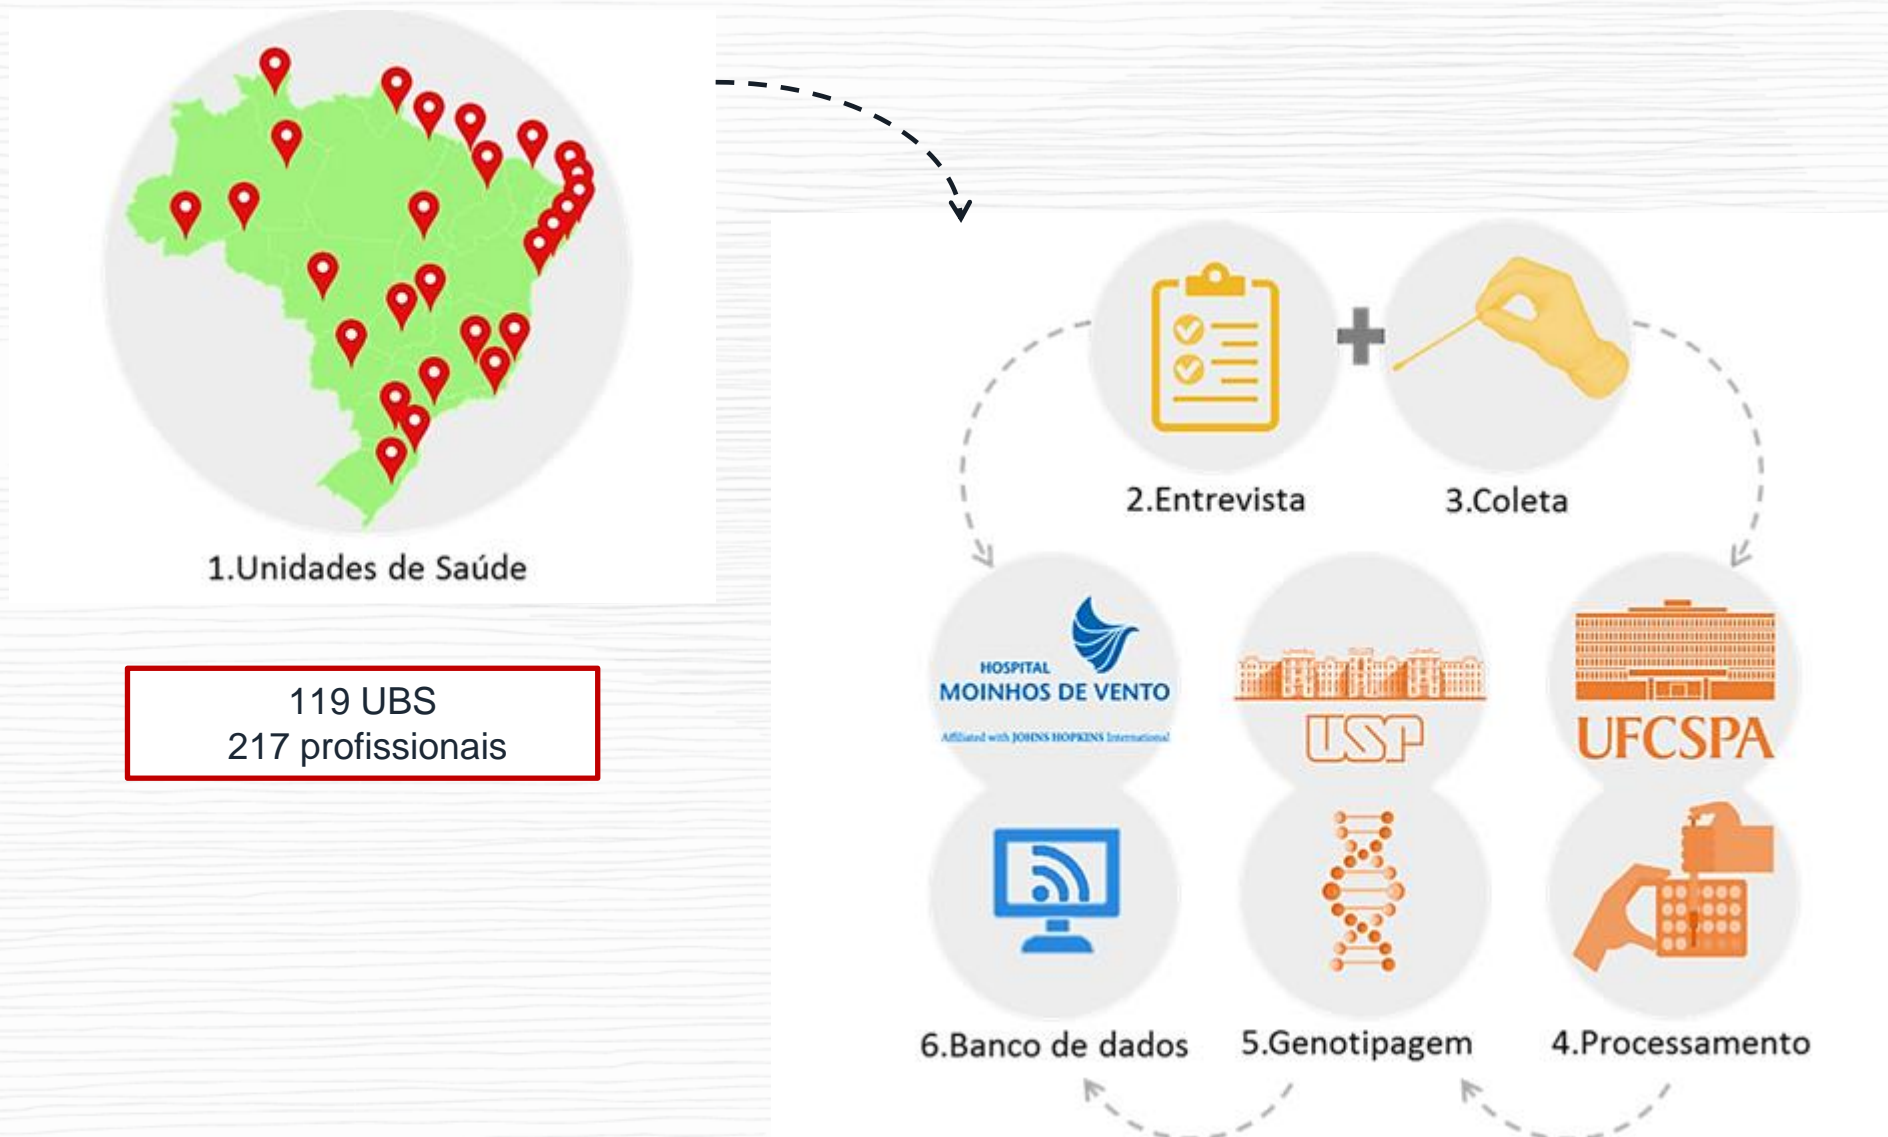 1.Unidades de Saúde
119 UBS
217 profissionais
2.Entrevista
3.Coleta
HOSPITAL
MOINHOS DE VENTO
Affiliated with JOHNS HOPKINS International
USP
UFCSPA
6.Banco de dados
5.Genotipagem
4.Processamento